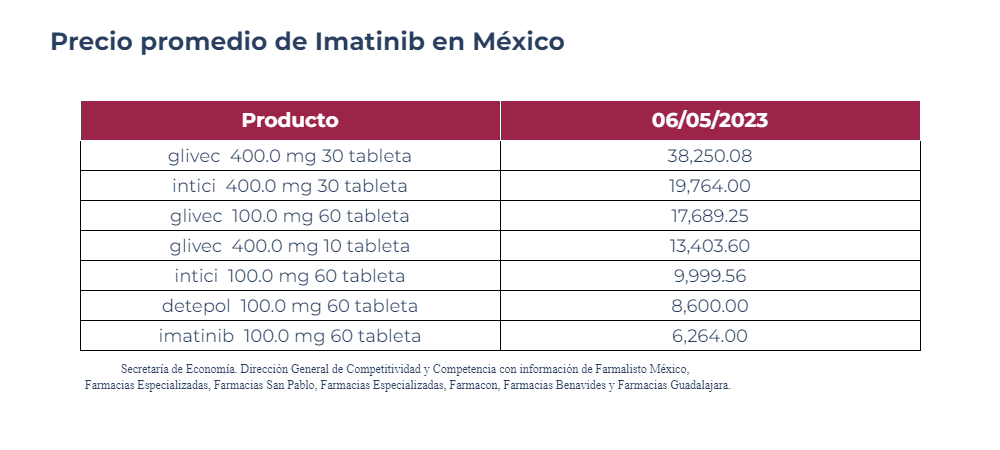 Precio promedio de Imatinib en México
Producto 06/05/2023
glivec 400.0 mg 30 tableta 38,250.08
intici 400.0 mg 30 tableta 19,764.00
glivec 100.0 mg 60 tableta 17,689.25
glivec 400.0 mg 10 tableta 13,403.60
intici 100.0 mg 60 tableta 9,999.56
detepol 100.0 mg 60 tableta 8,600.00
imatinib 100.0 mg 60 tableta 6,264.00
Secretaría de Economía. Dirección General de Competitividad y Competencia con información de Farmalisto México,
Farmacias Especializadas, Farmacias San Pablo, Farmacias Especializadas, Farmacon, Farmacias Benavides y Farmacias Guadalajara.